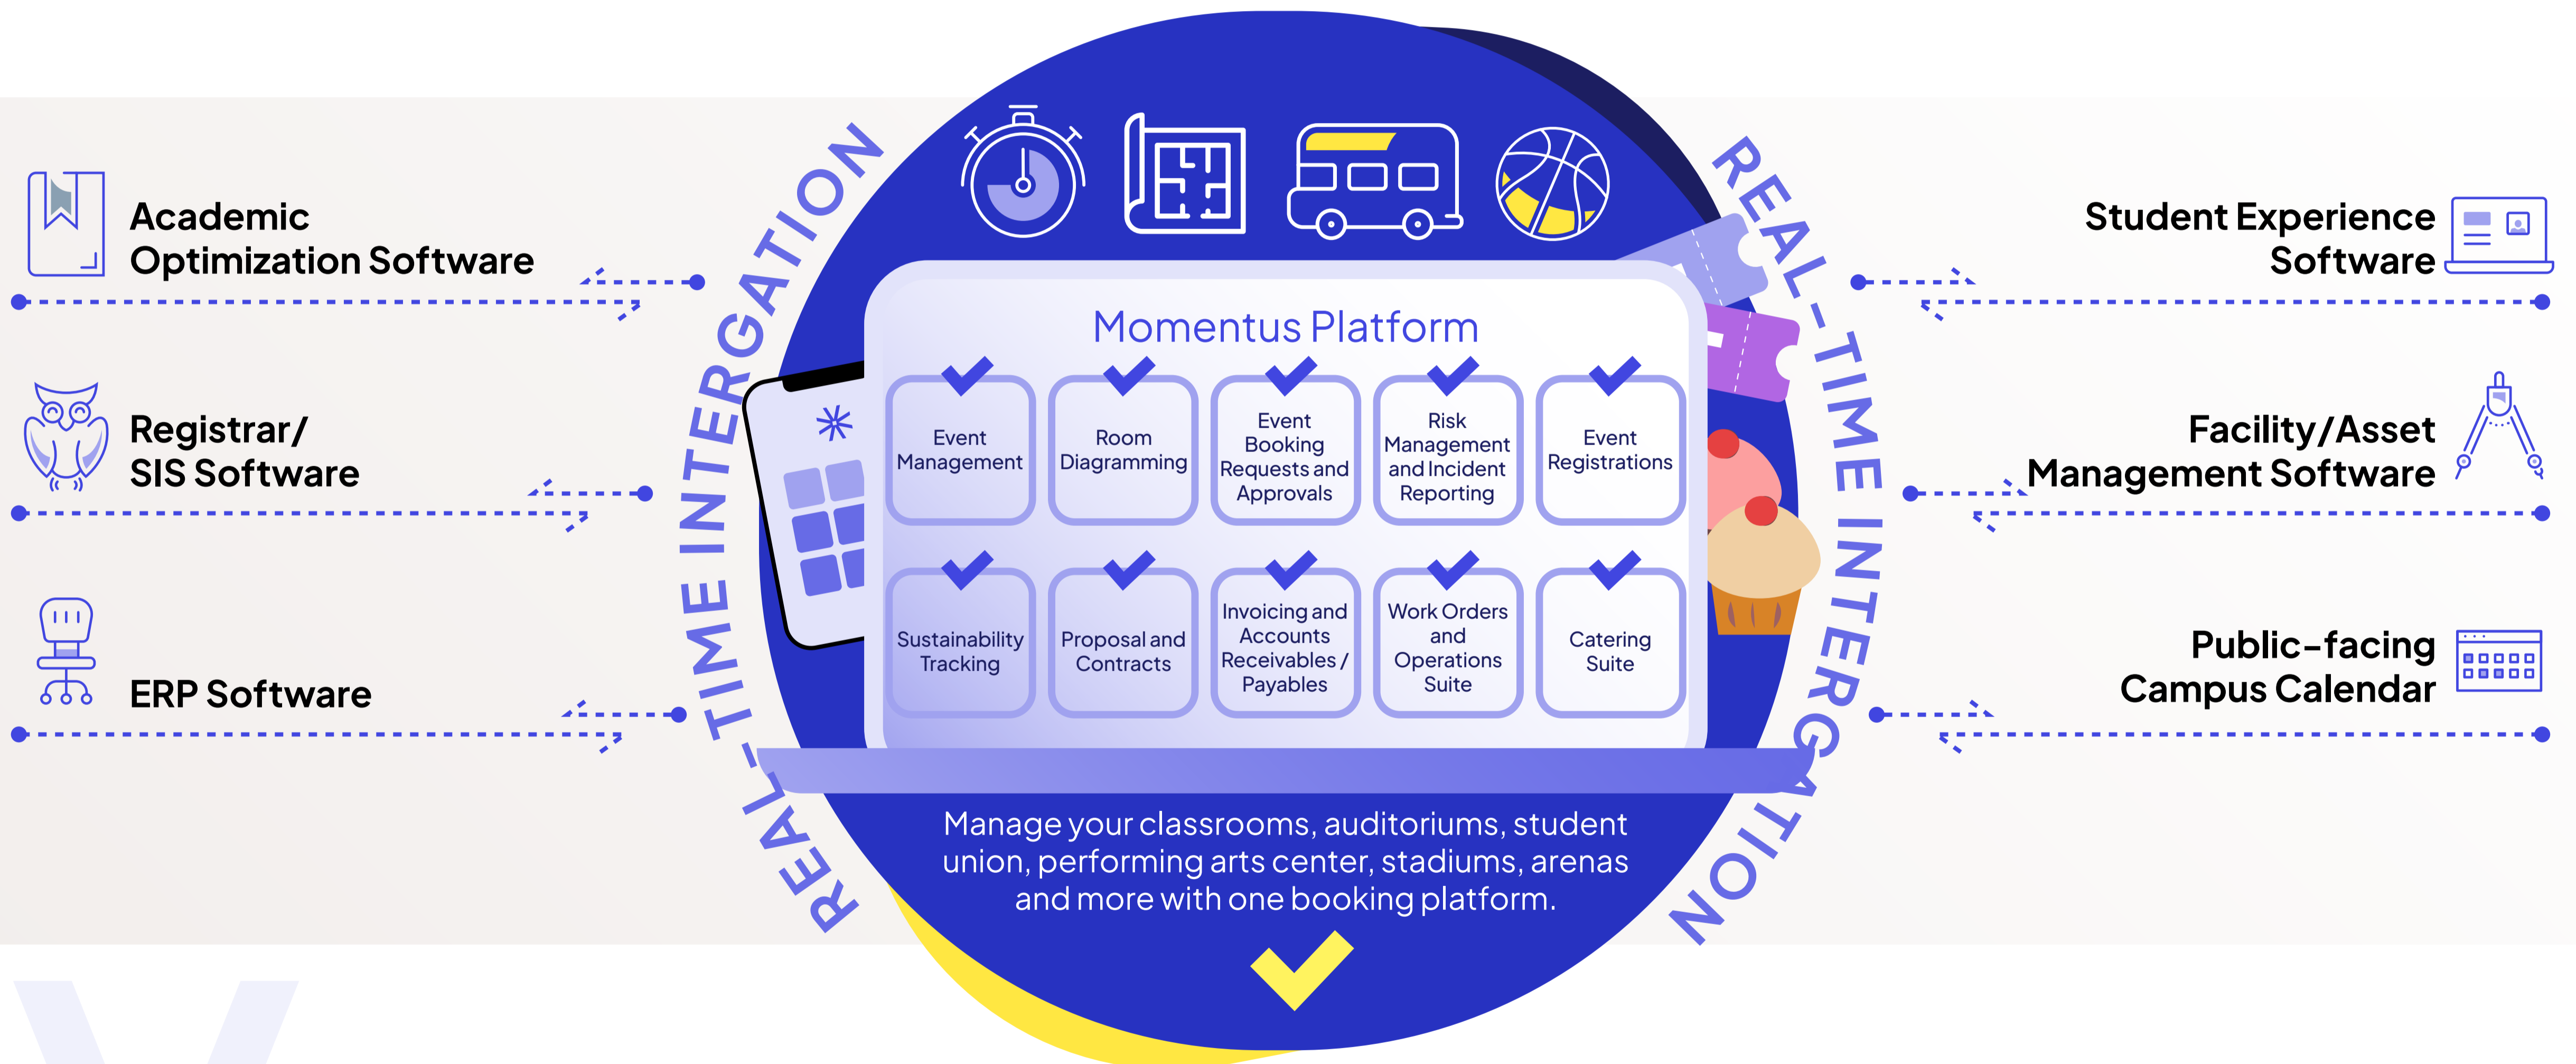 Academic
Optimization Software
Registrar/
SIS Software
ERP Software
REAL-TIME INTERGATION
Momentus Platform
Event
Management
Room
Diagramming
Event
Booking
Requests and
Approvals
Risk
Management
and Incident
Reporting
Event
Registrations
Sustainability
Tracking
Proposal and
Contracts
Invoicing and
Accounts
Receivables /
Payables
Work Orders
and
Operations
Suite
Catering
Suite
Manage your classrooms, auditoriums, student
union, performing arts center, stadiums, arenas
and more with one booking platform.
REAL-TIME INTERGATION
Student Experience
Software
Facility/Asset
Management Software
Public-facing
Campus Calendar